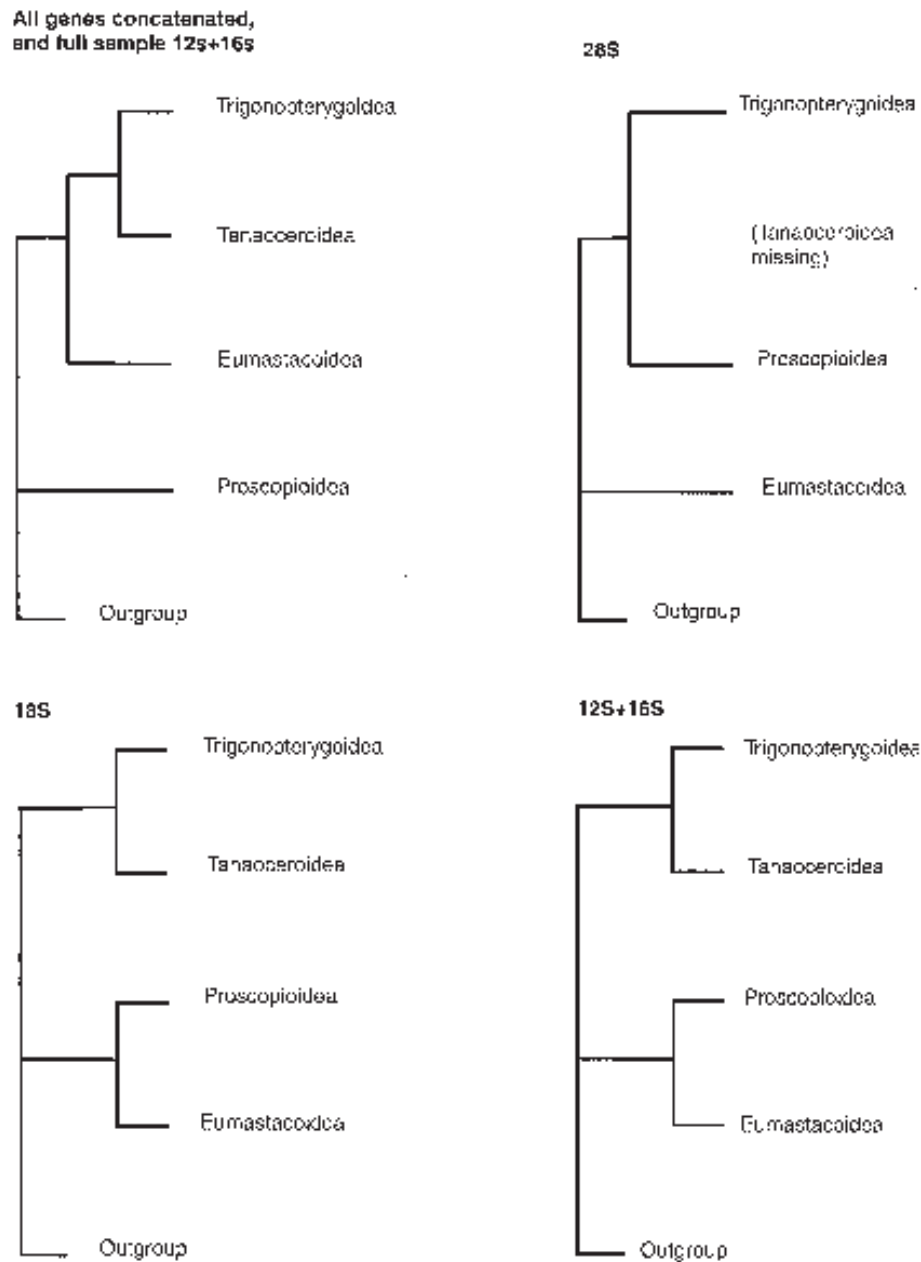 All genes concatenated,
and full sample 12s+16s
Trigonopterygoidea
Tanaoceroidea
Eumastacoidea
Proscopioidea
Outgroup
28S
Trigonopterygoidea
(Tanaoceroidea
missing)
Proscopioidea
Eumastacoidea
Outgroup
18S
Trigonopterygoidea
Tanaoceroidea
Proscopioidea
Eumastacoidea
Outgroup
12S+16S
Trigonopterygoidea
Tanaoceroidea
Proscopioidea
Eumastacoidea
Outgroup